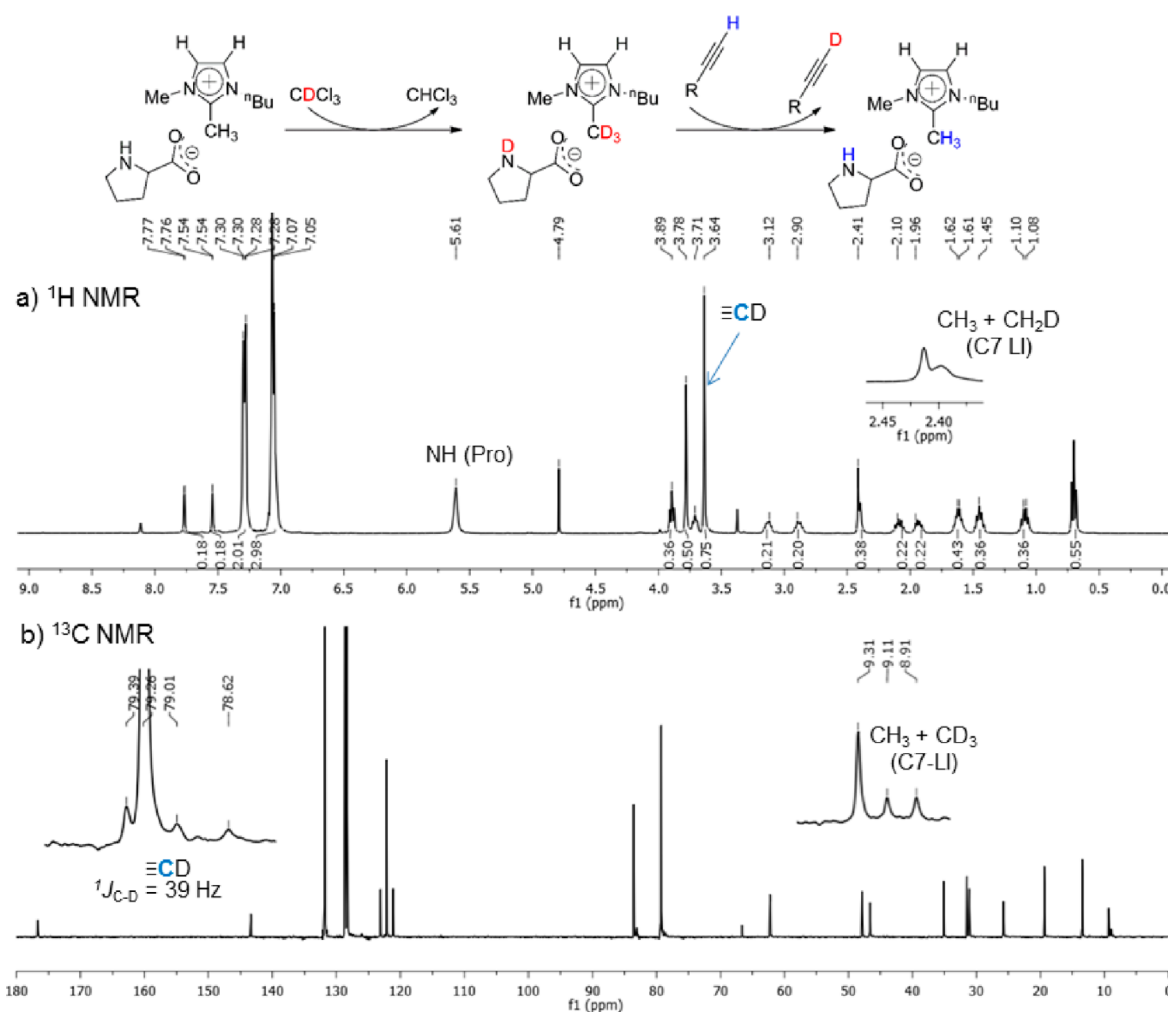 H H H D H H
H
Me N + N nBu CDCl3 CHCl3 Me N + N nBu R R Me N + N nBu
CH3 CD3 CH3
H N O ⊖ O D N O ⊖ O H N O ⊖ O
7.77 7.76 7.54 7.54 7.30 7.30 7.28 7.28 7.07 7.05 5.61 4.79 3.89 3.78 3.71 3.64 3.12 2.90 2.41 2.10 1.96 1.62 1.61 1.45 1.10 1.08
a) ¹H NMR
≡CD
CH3 + CH2D
(C7 LI)
2.45 2.40
f1 (ppm)
NH (Pro)
0.18 0.18 2.01 2.98 0.36 0.50 0.75 0.21 0.20 0.38 0.22 0.22 0.43 0.36 0.36 0.55
9.0 8.5 8.0 7.5 7.0 6.5 6.0 5.5 5.0 4.5 4.0 3.5 3.0 2.5 2.0 1.5 1.0 0.5 0.0
f1 (ppm)
b) ¹³C NMR
79.39 79.26 79.01 78.62
9.31 9.11 8.91
CH3 + CD3
(C7-LI)
≡CD
¹JC-D = 39 Hz
180 170 160 150 140 130 120 110 100 90 80 70 60 50 40 30 20 10 0
f1 (ppm)